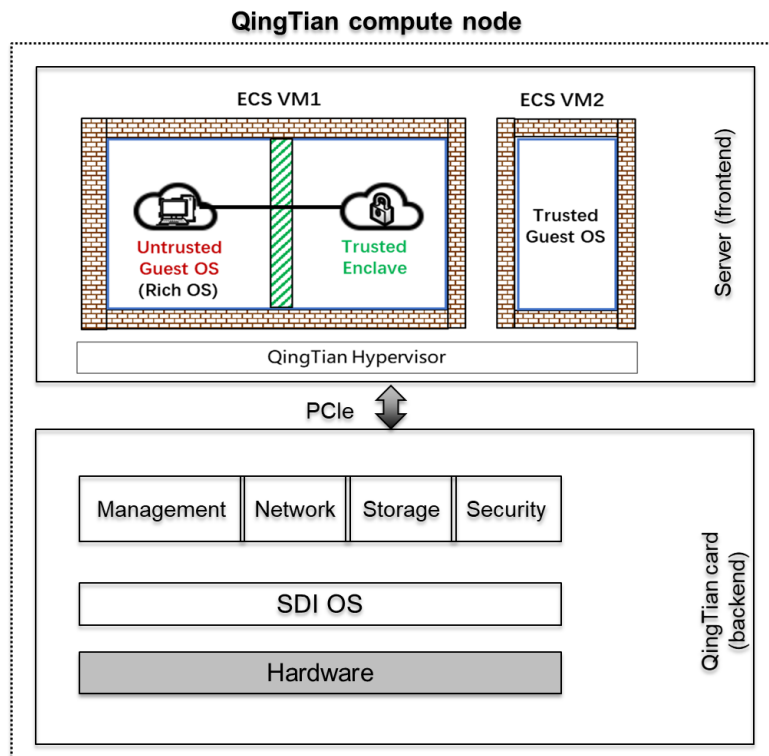 QingTian compute node
ECS VM1
ECS VM2
Untrusted
Guest OS
(Rich OS)
Trusted
Enclave
Trusted
Guest OS
Server (frontend)
QingTian Hypervisor
PCIe
Management
Network
Storage
Security
SDI OS
Hardware
QingTian card
(backend)